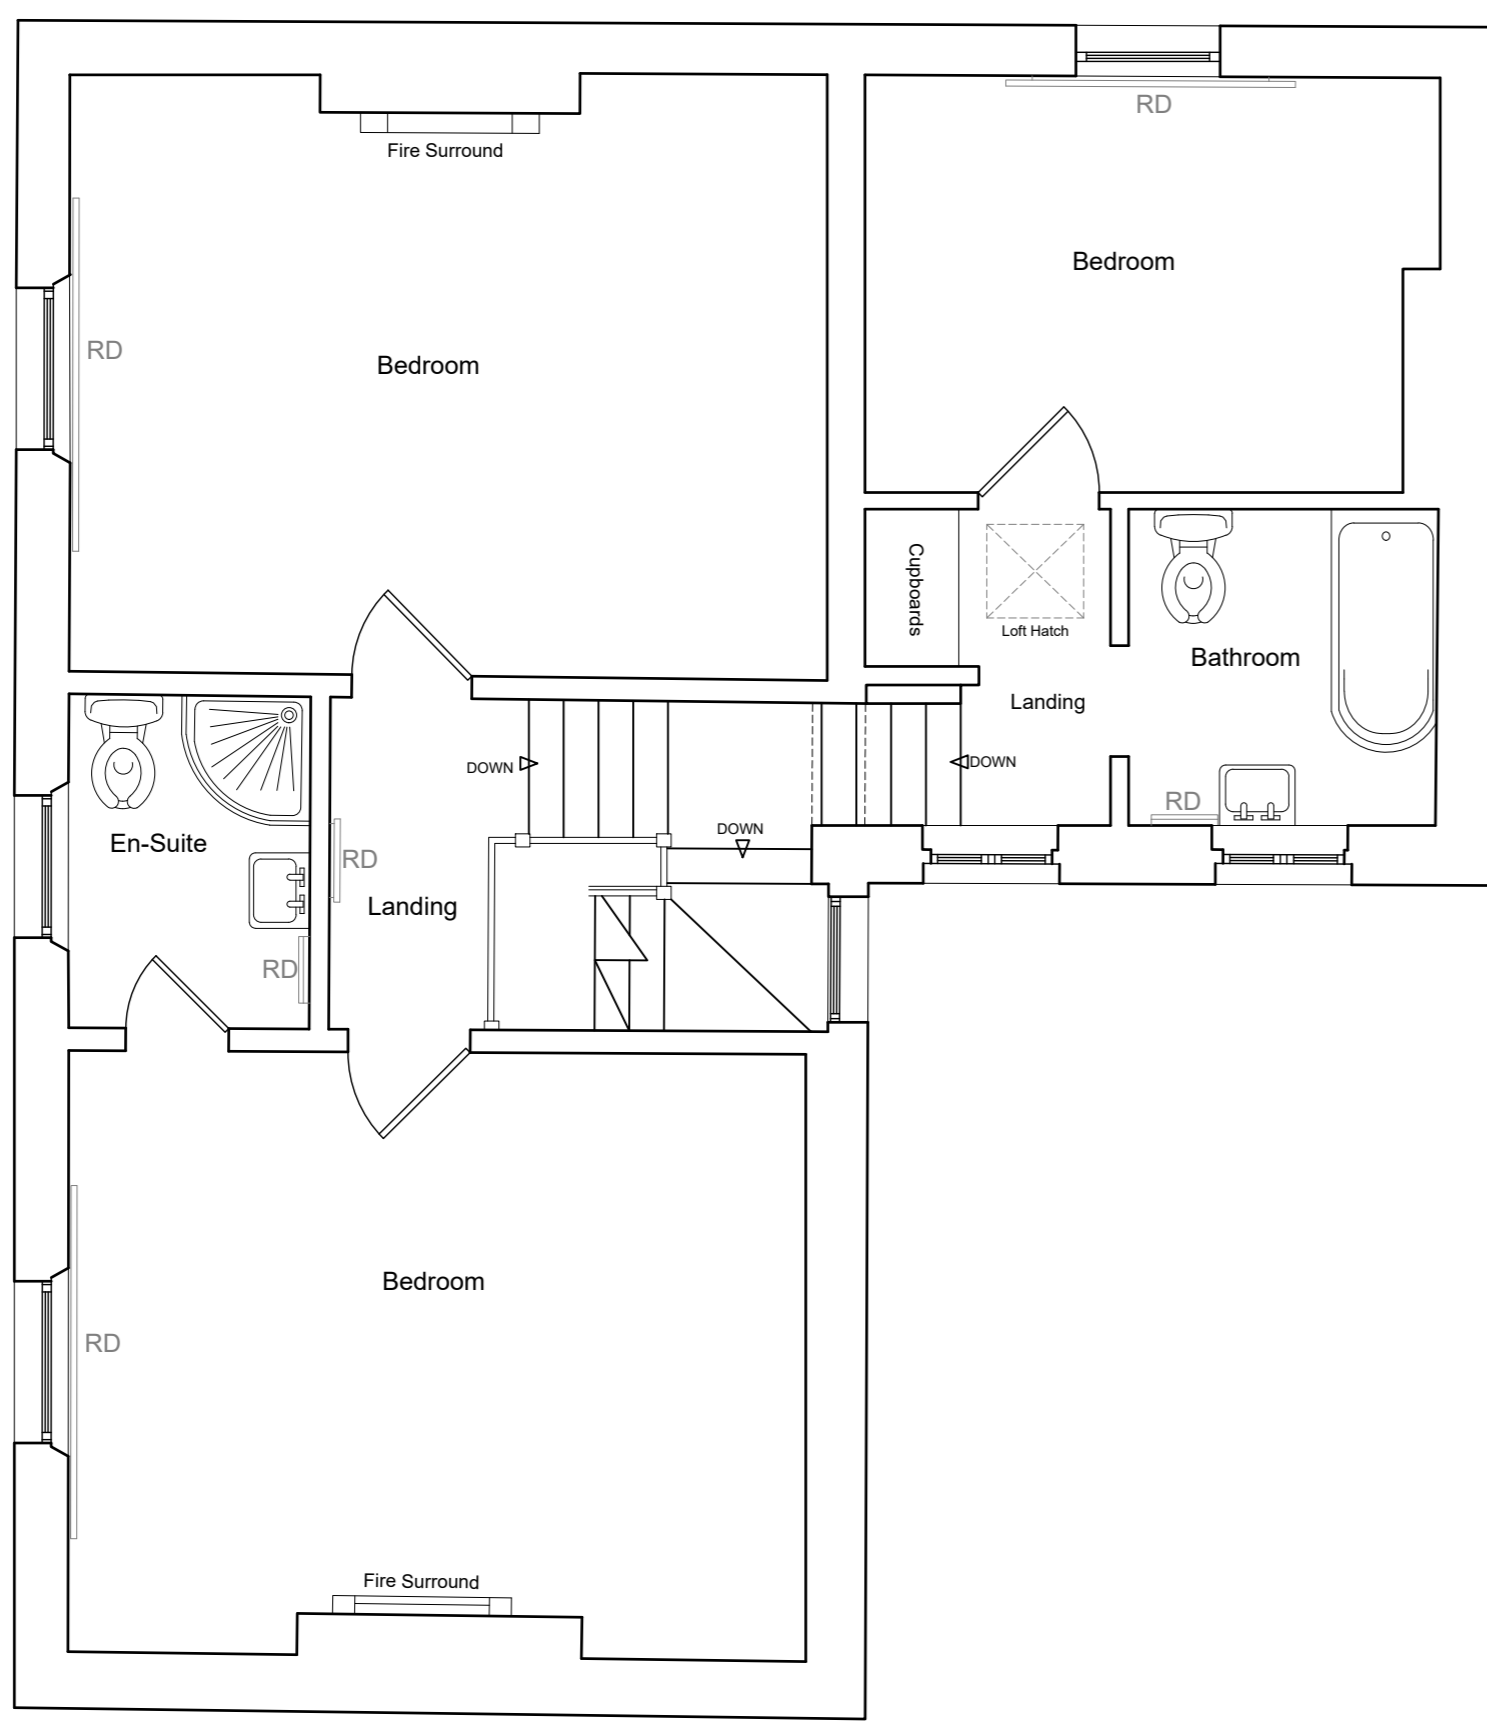 RD
Fire Surround
Bedroom
RD
Bedroom
Cupboards
Loft Hatch
Bathroom
Landing
DOWN
DOWN
RD
DOWN
En-Suite
RD
Landing
RD
Bedroom
RD
Fire Surround